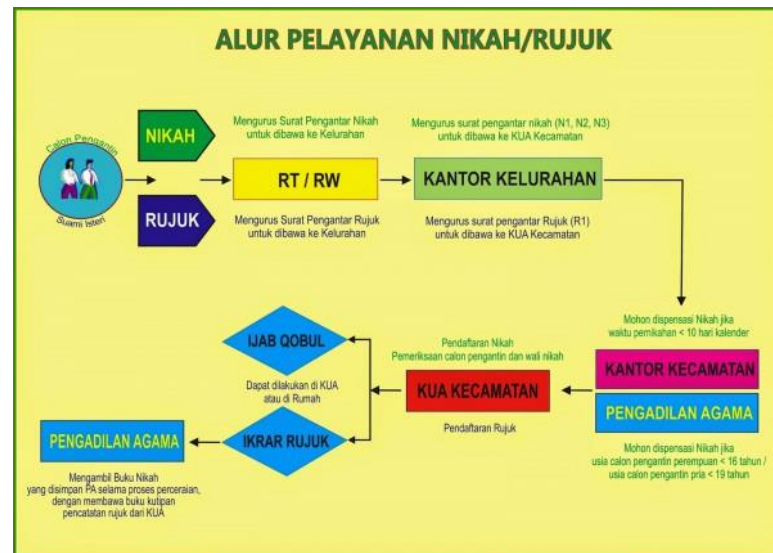 ALUR PELAYANAN NIKAH/RUJUK
Calon Pengantin
Suami Isteri
NIKAH
RUJUK
Mengurus Surat Pengantar Nikah
untuk dibawa ke Kelurahan
RT / RW
Mengurus Surat Pengantar Rujuk
untuk dibawa ke Kelurahan
Mengurus surat pengantar nikah (N1, N2, N3)
untuk dibawa ke KUA Kecamatan
KANTOR KELURAHAN
Mengurus surat pengantar Rujuk (R1)
untuk dibawa ke KUA Kecamatan
Mohon dispensasi Nikah jika
waktu pernikahan < 10 hari kalender
KANTOR KECAMATAN
PENGADILAN AGAMA
Mohon dispensasi Nikah jika
usia calon pengantin perempuan < 16 tahun /
usia calon pengantin pria < 19 tahun
Pendaftaran Nikah
Pemeriksaan calon pengantin dan wali nikah
KUA KECAMATAN
Pendaftaran Rujuk
IJAB QOBUL
Dapat dilakukan di KUA
atau di Rumah
IKRAR RUJUK
PENGADILAN AGAMA
Mengambil Buku Nikah
yang disimpan PA selama proses perceraian,
dengan membawa buku kutipan
pencatatan rujuk dari KUA